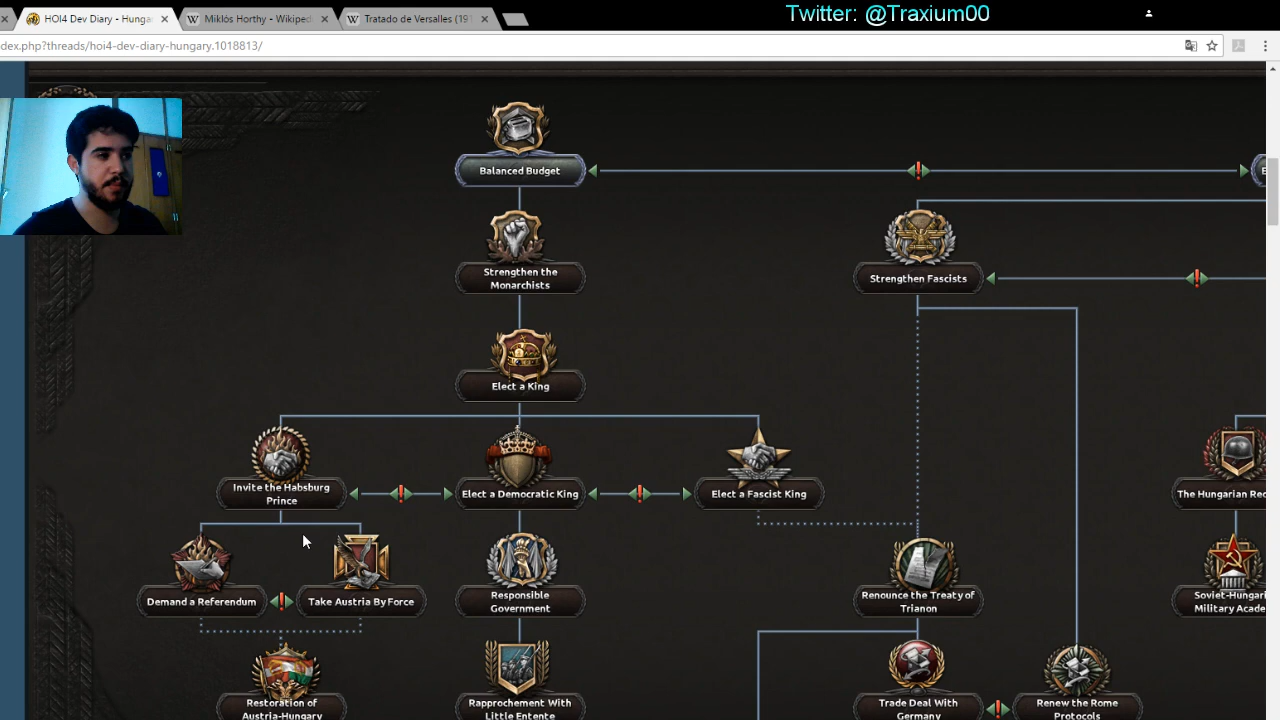 Twitter: @Traxium00
HOI4 Dev Diary - Hunga
Miklós Horthy - Wikiped
Tratado de Versalles (191
dex.php?threads/hoi4-dev-diary-hungary.1018813/
Balanced Budget
E
Strengthen the
Monarchists
Strengthen Fascists
Elect a King
Invite the Habsburg
Prince
Elect a Democratic King
Elect a Fascist King
The Hungarian Rec
Demand a Referendum
Take Austria By Force
Responsible
Government
Renounce the Treaty of
Trianon
Soviet-Hungari
Military Acade
Restoration of
Austria-Hungary
Rapprochement With
Little Entente
Trade Deal With
Germany
Renew the Rome
Protocols